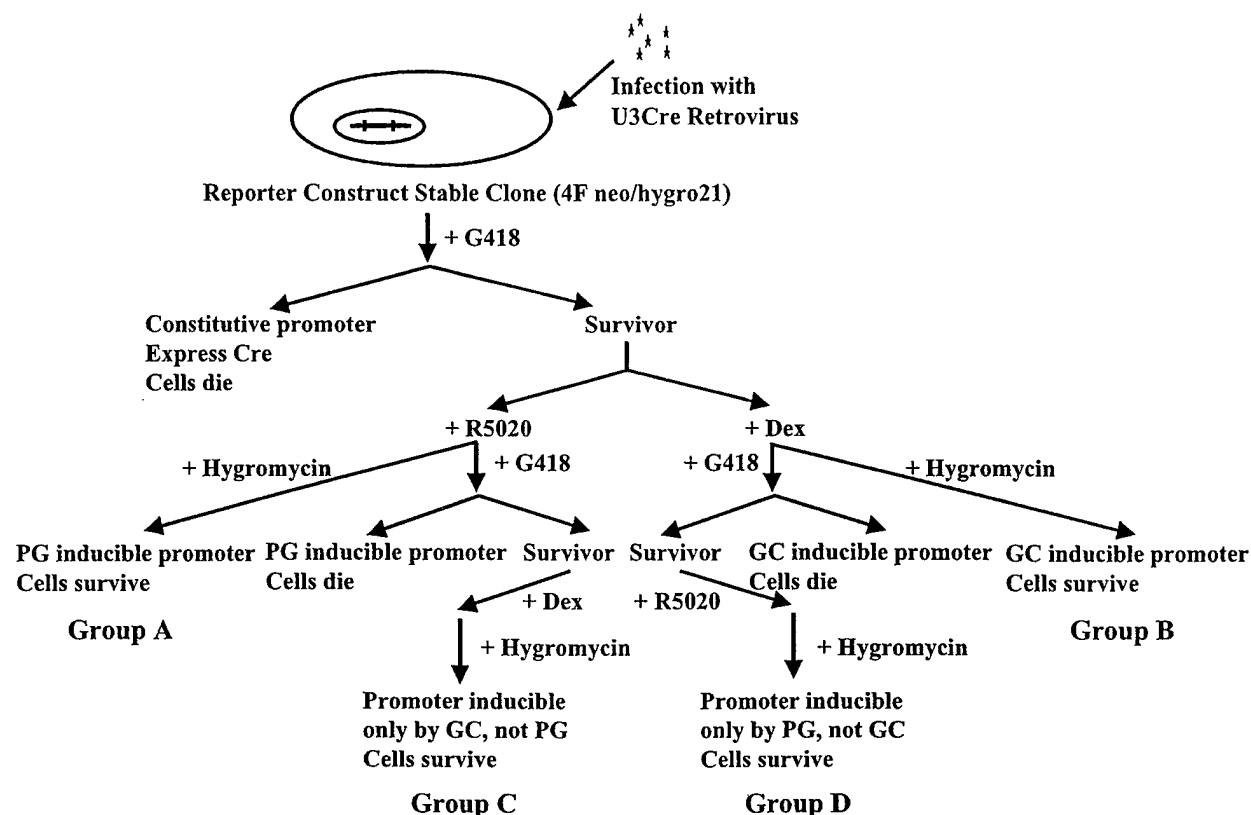 Infection with
U3Cre Retrovirus
Reporter Construct Stable Clone (4F neo/hygro21)
+ G418
Constitutive promoter
Express Cre
Cells die
Survivor
+ R5020
+ Dex
+ Hygromycin
+ G418
+ G418
+ Hygromycin
PG inducible promoter
Cells survive
PG inducible promoter
Cells die
Survivor
Survivor
GC inducible promoter
Cells die
GC inducible promoter
Cells survive
Group A
+ Dex
+ R5020
Group B
+ Hygromycin
+ Hygromycin
Promoter inducible
only by GC, not PG
Cells survive
Promoter inducible
only by PG, not GC
Cells survive
Group C
Group D